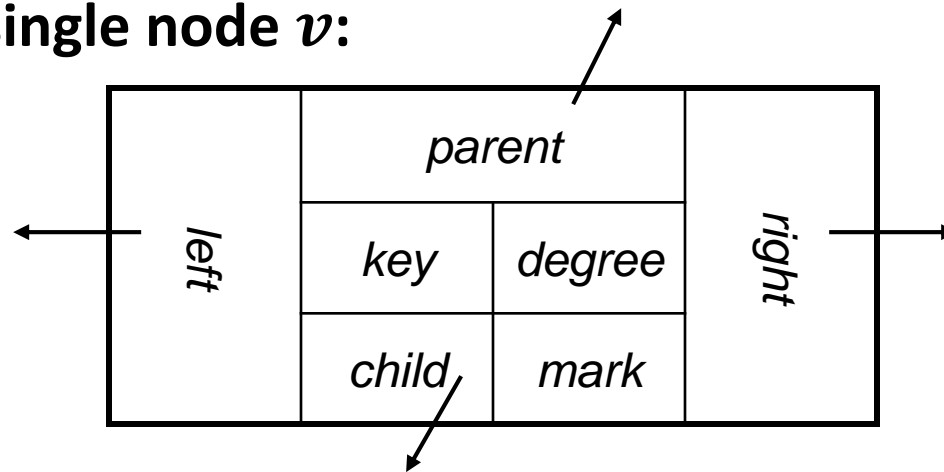 single node v:
parent
left
key
degree
right
child
mark